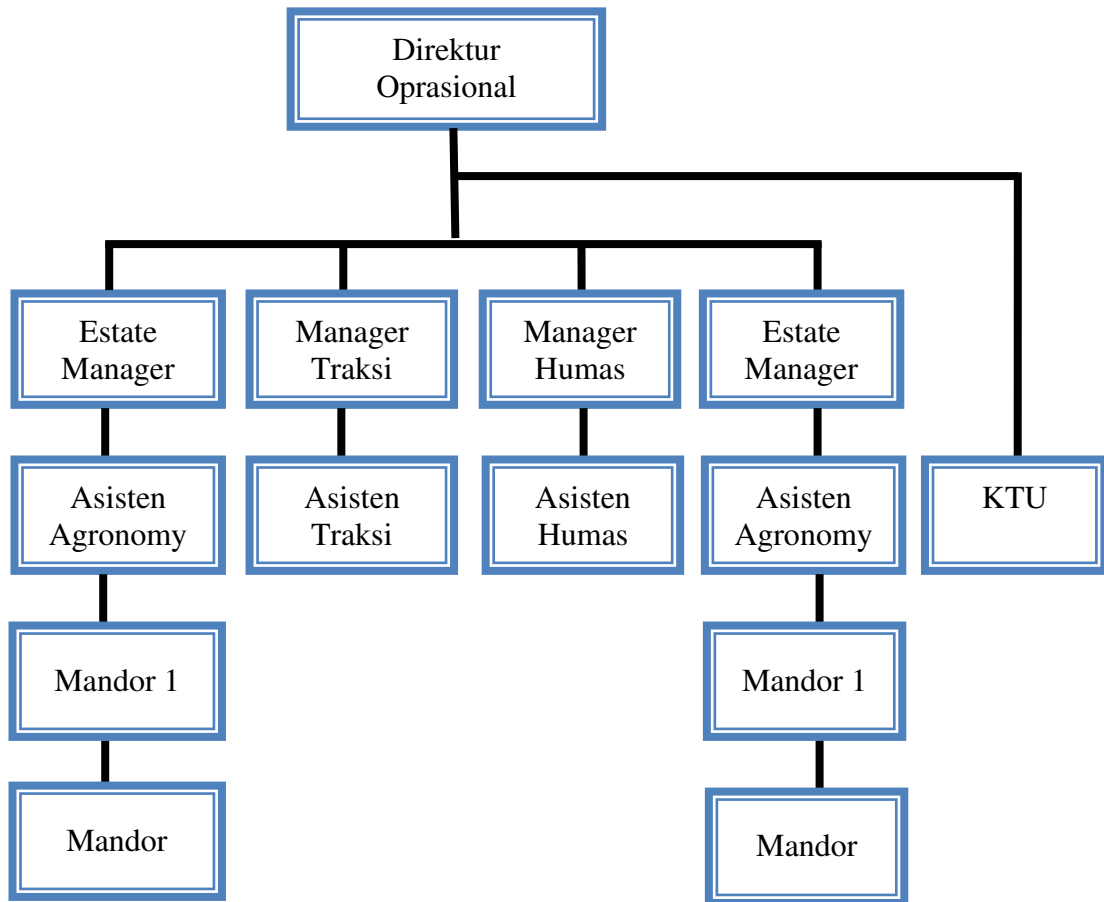 Direktur
Oprasional
Estate
Manager
Manager
Traksi
Manager
Humas
Estate
Manager
Asisten
Agronomy
Asisten
Traksi
Asisten
Humas
Asisten
Agronomy
KTU
Mandor 1
Mandor 1
Mandor
Mandor